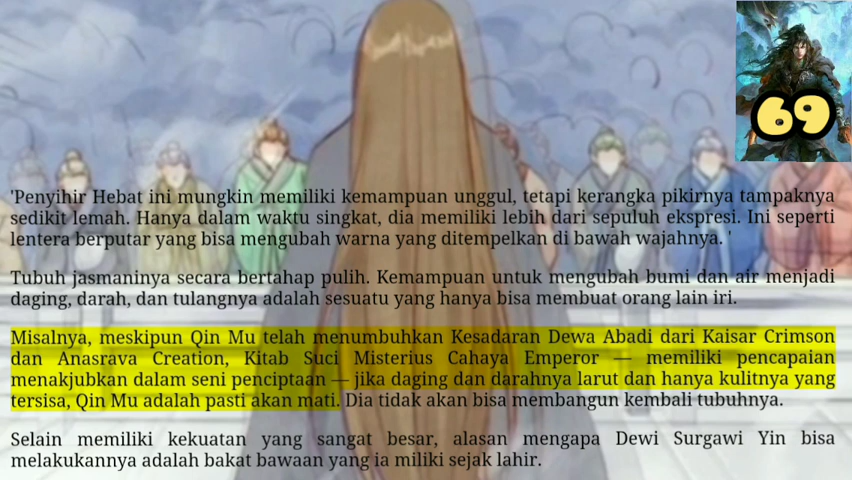 69
'Penyihir Hebat ini mungkin memiliki kemampuan unggul, tetapi kerangka pikirnya tampaknya
sedikit lemah. Hanya dalam waktu singkat, dia memiliki lebih dari sepuluh ekspresi. Ini seperti
lentera berputar yang bisa mengubah warna yang ditempelkan di bawah wajahnya. '
Tubuh jasmaninya secara bertahap pulih. Kemampuan untuk mengubah bumi dan air menjadi
daging, darah, dan tulangnya adalah sesuatu yang hanya bisa membuat orang lain iri.
Misalnya, meskipun Qin Mu telah menumbuhkan Kesadaran Dewa Abadi dari Kaisar Crimson
dan Anasrava Creation, Kitab Suci Misterius Cahaya Emperor — memiliki pencapaian
menakjubkan dalam seni penciptaan — jika daging dan darahnya larut dan hanya kulitnya yang
tersisa, Qin Mu adalah pasti akan mati. Dia tidak akan bisa membangun kembali tubuhnya.
Selain memiliki kekuatan yang sangat besar, alasan mengapa Dewi Surgawi Yin bisa
melakukannya adalah bakat bawaan yang ia miliki sejak lahir.